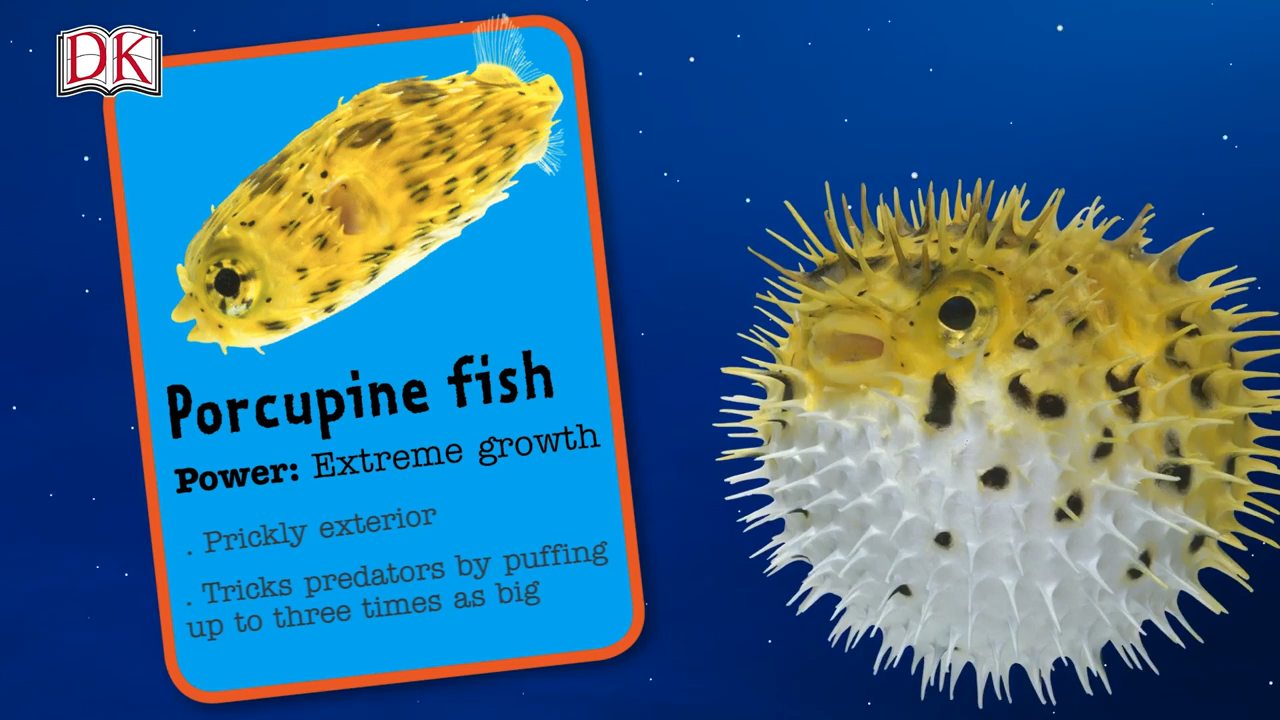 DK
Porcupine fish
Power: Extreme growth
. Prickly exterior
. Tricks predators by puffing
up to three times as big